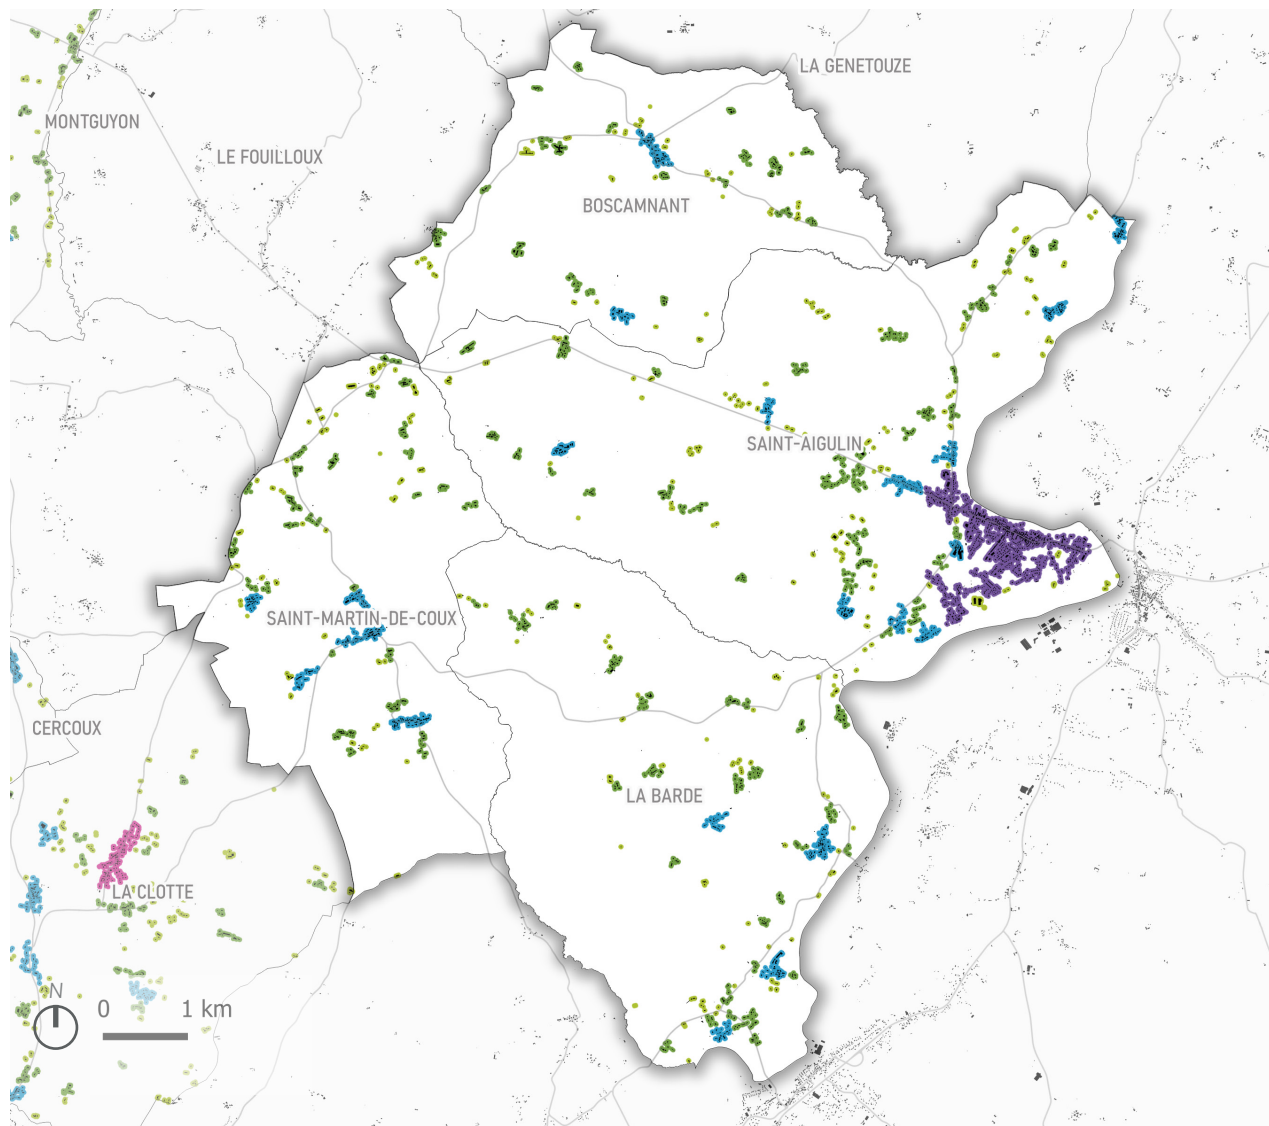 LA GENETOUZE
MONTGUYON
LE FOUILLOUX
BOSCAMNANT
SAINT-AIGULIN
SAINT-MARTIN-DE-COUX
CERCOUX
LA BARDE
LA CLOTTE
N
0 1 km